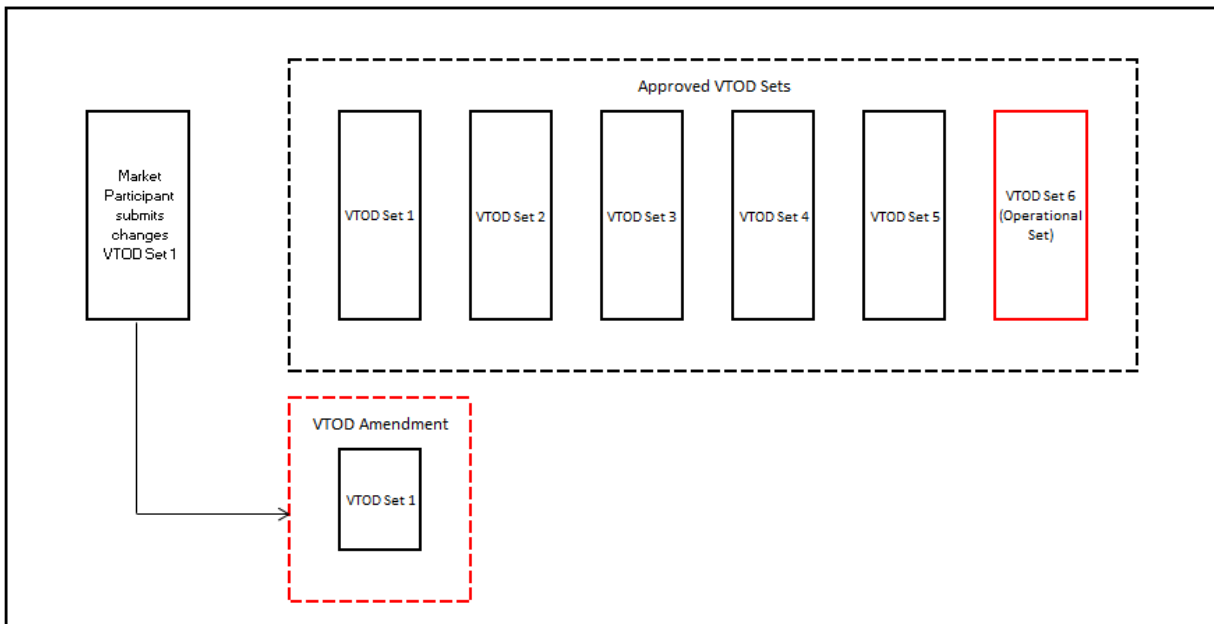 Approved VTOD Sets
Market
Participant
submits
changes
VTOD Set 1
VTOD Set 1
VTOD Set 2
VTOD Set 3
VTOD Set 4
VTOD Set 5
VTOD Set 6
(Operational
Set)
VTOD Amendment
VTOD Set 1